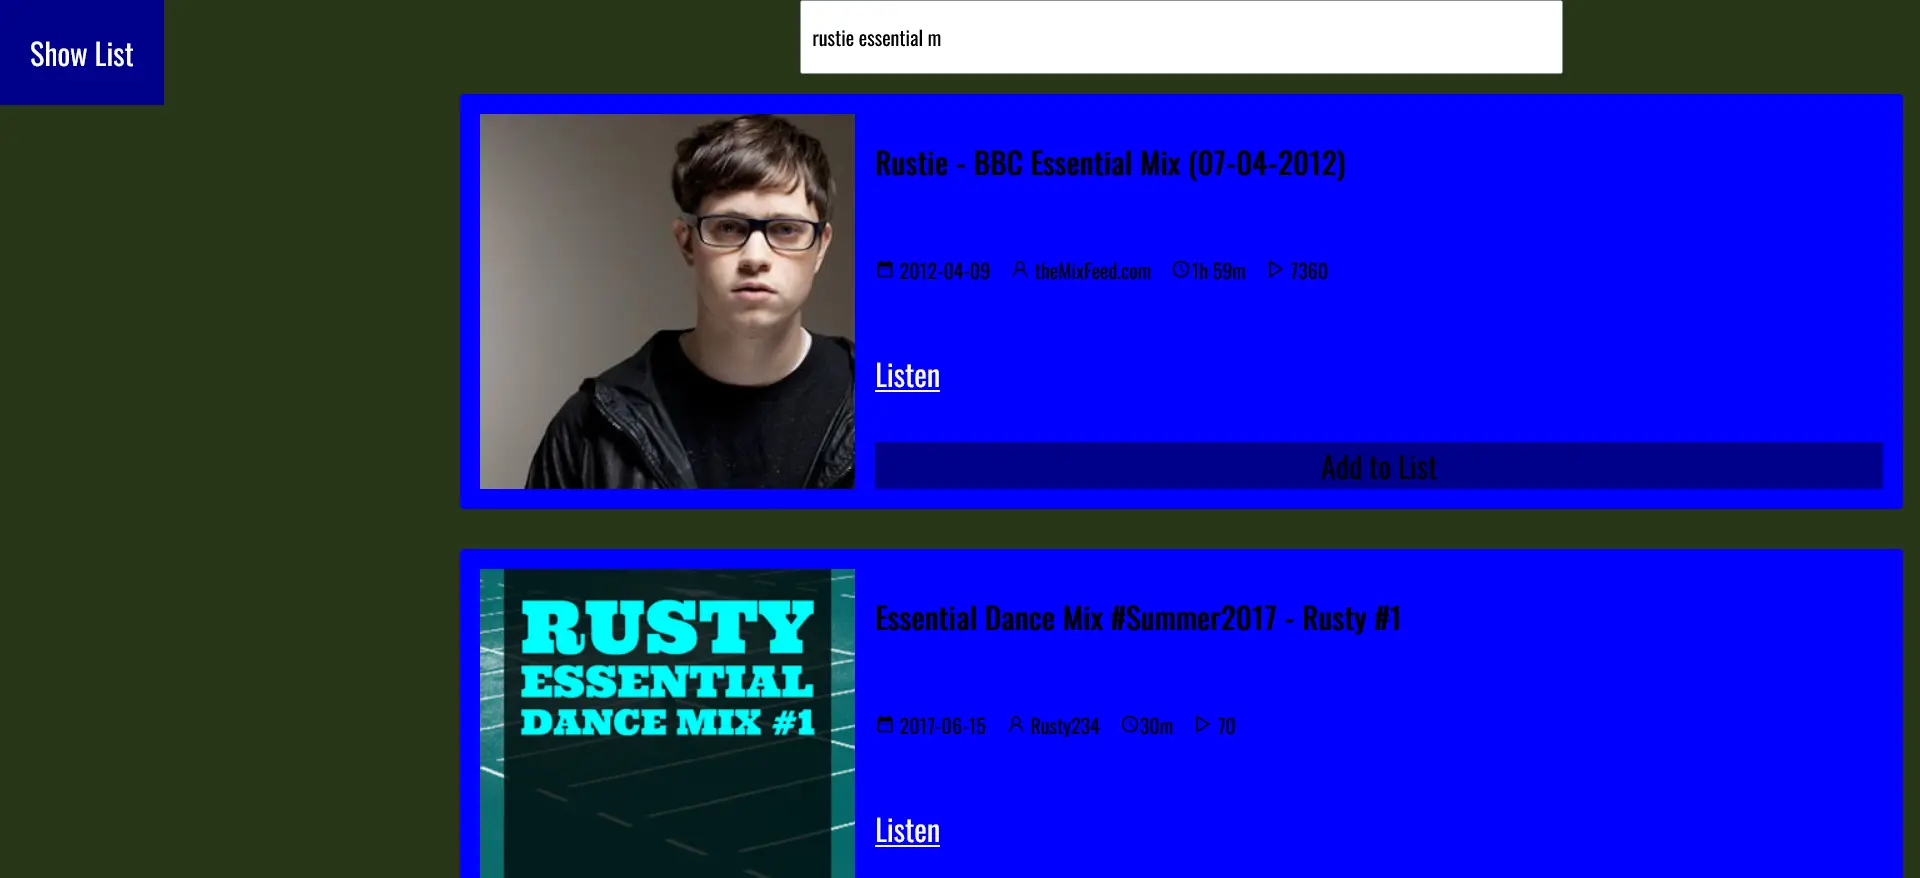 Show List
rustie essential m
Rustie - BBC Essential Mix (07-04-2012)
2012-04-09 theMixFeed.com 1h 59m 7360
Listen
Add to List
RUSTY
ESSENTIAL
DANCE MIX #1
Essential Dance Mix #Summer2017 - Rusty #1
2017-06-15 Rusty234 30m 70
Listen